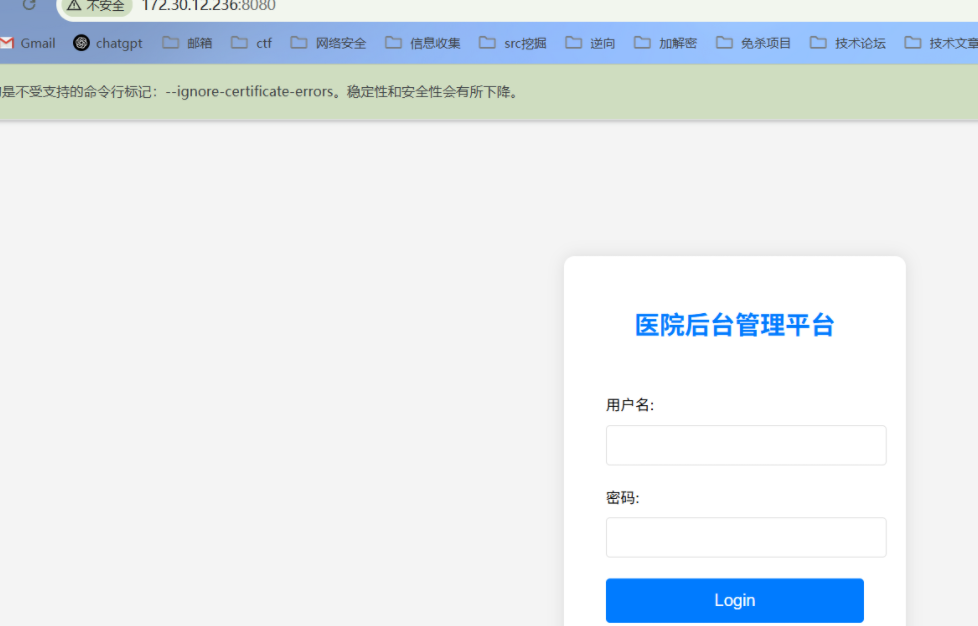 不安全 172.30.12.236:8080
Gmail chatgpt 邮箱 ctf 网络安全 信息收集 src挖掘 逆向 加解密 免杀项目 技术论坛 技术文章
是不受支持的命令行标记：--ignore-certificate-errors。稳定性和安全性会有所下降。
医院后台管理平台
用户名:
密码:
Login